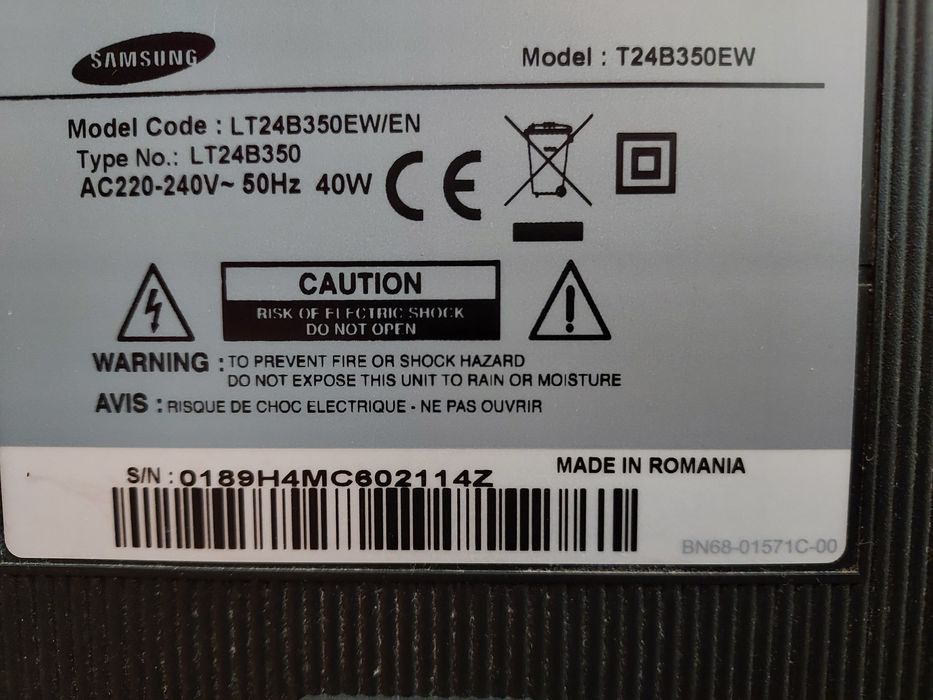 SAMSUNG
Model : T24B350EW
Model Code : LT24B350EW/EN
Type No.: LT24B350
AC220-240V~ 50Hz 40W
CE
CAUTION
RISK OF ELECTRIC SHOCK
DO NOT OPEN
WARNING : TO PREVENT FIRE OR SHOCK HAZARD
DO NOT EXPOSE THIS UNIT TO RAIN OR MOISTURE
AVIS : RISQUE DE CHOC ELECTRIQUE - NE PAS OUVRIR
S/N : 0189H4MC602114Z
MADE IN ROMANIA
BN68-01571C-00